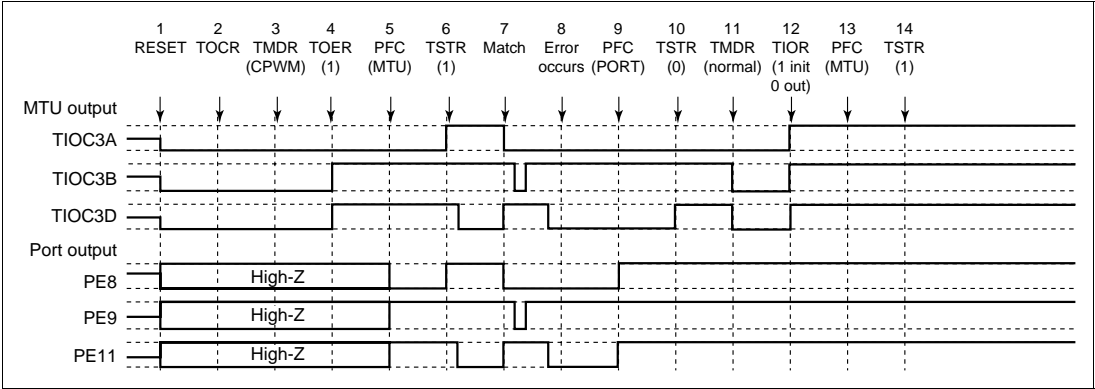 1 2 3 4 5 6 7 8 9 10 11 12 13 14
RESET TOCR TMDR TOER PFC TSTR Match Error PFC TSTR TMDR TIOR PFC TSTR
(CPWM) (1) (MTU) (1) occurs (PORT) (0) (normal) (1 init (MTU) (1)
0 out)
MTU output
TIOC3A
TIOC3B
TIOC3D
Port output
PE8 High-Z
PE9 High-Z
PE11 High-Z